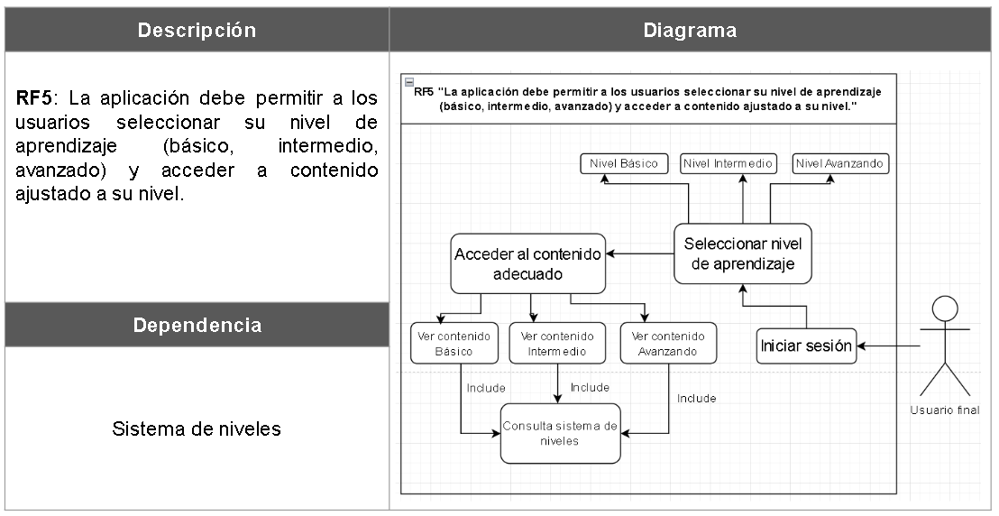 Descripción
RF5: La aplicación debe permitir a los
usuarios seleccionar su nivel de
aprendizaje (básico, intermedio,
avanzado) y acceder a contenido
ajustado a su nivel.
Dependencia
Sistema de niveles
Diagrama
RF5 "La aplicación debe permitir a los usuarios seleccionar su nivel de aprendizaje
(básico, intermedio, avanzado) y acceder a contenido ajustado a su nivel."
Nivel Básico
Nivel Intermedio
Nivel Avanzando
Seleccionar nivel
de aprendizaje
Acceder al contenido
adecuado
Ver contenido
Básico
Ver contenido
Intermedio
Ver contenido
Avanzando
Iniciar sesión
Include
Include
Include
Usuario final
Consulta sistema de
niveles